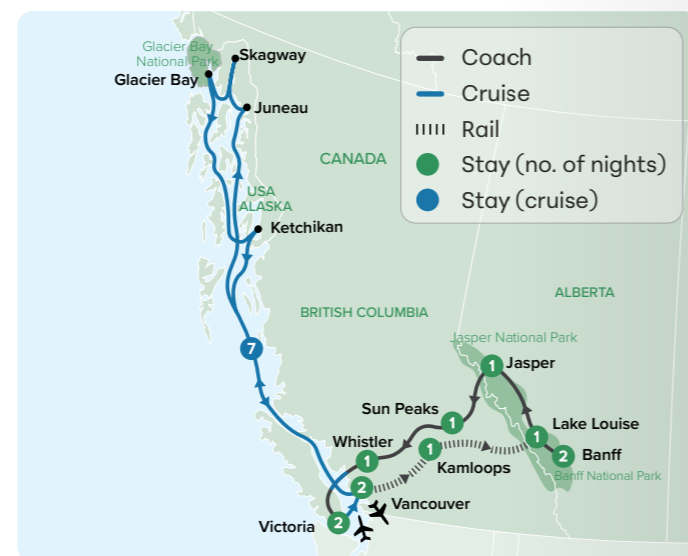 Glacier Bay
National Park
Skagway
Glacier Bay
Juneau
CANADA
USA
ALASKA
Ketchikan
Coach
Cruise
Rail
Stay (no. of nights)
Stay (cruise)
ALBERTA
BRITISH COLUMBIA
Jasper National Park
7
1
Jasper
Sun Peaks
1
Lake Louise
1
Whistler
1
1
Kamloops
2
Banff
Banff National Park
2
Vancouver
Victoria
2